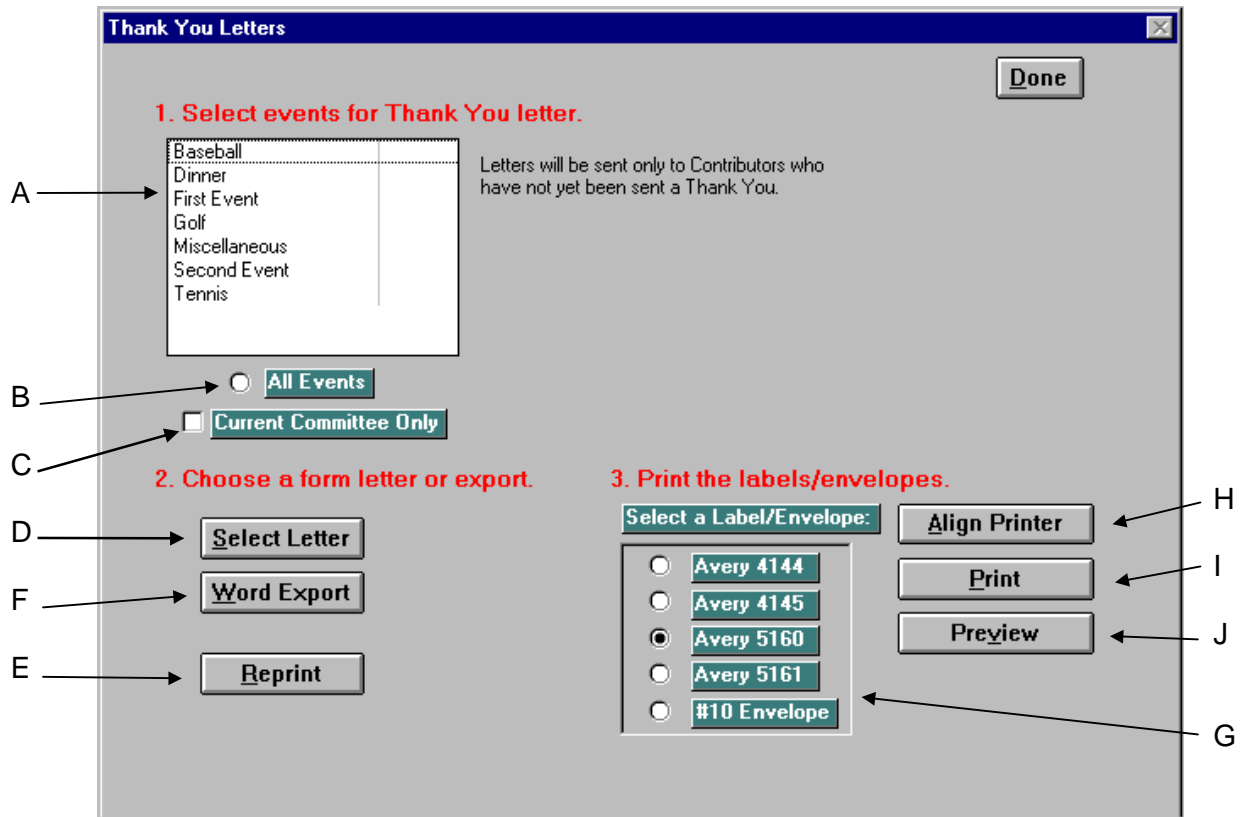 Thank You Letters
Done
1. Select events for Thank You letter.
A
Baseball
Dinner
First Event
Golf
Miscellaneous
Second Event
Tennis
Letters will be sent only to Contributors who
have not yet been sent a Thank You.
B
All Events
C
Current Committee Only
2. Choose a form letter or export.
D
Select Letter
F
Word Export
E
Reprint
3. Print the labels/envelopes.
Select a Label/Envelope:
Avery 4144
Avery 4145
Avery 5160
Avery 5161
#10 Envelope
G
Align Printer
H
Print
I
Preview
J